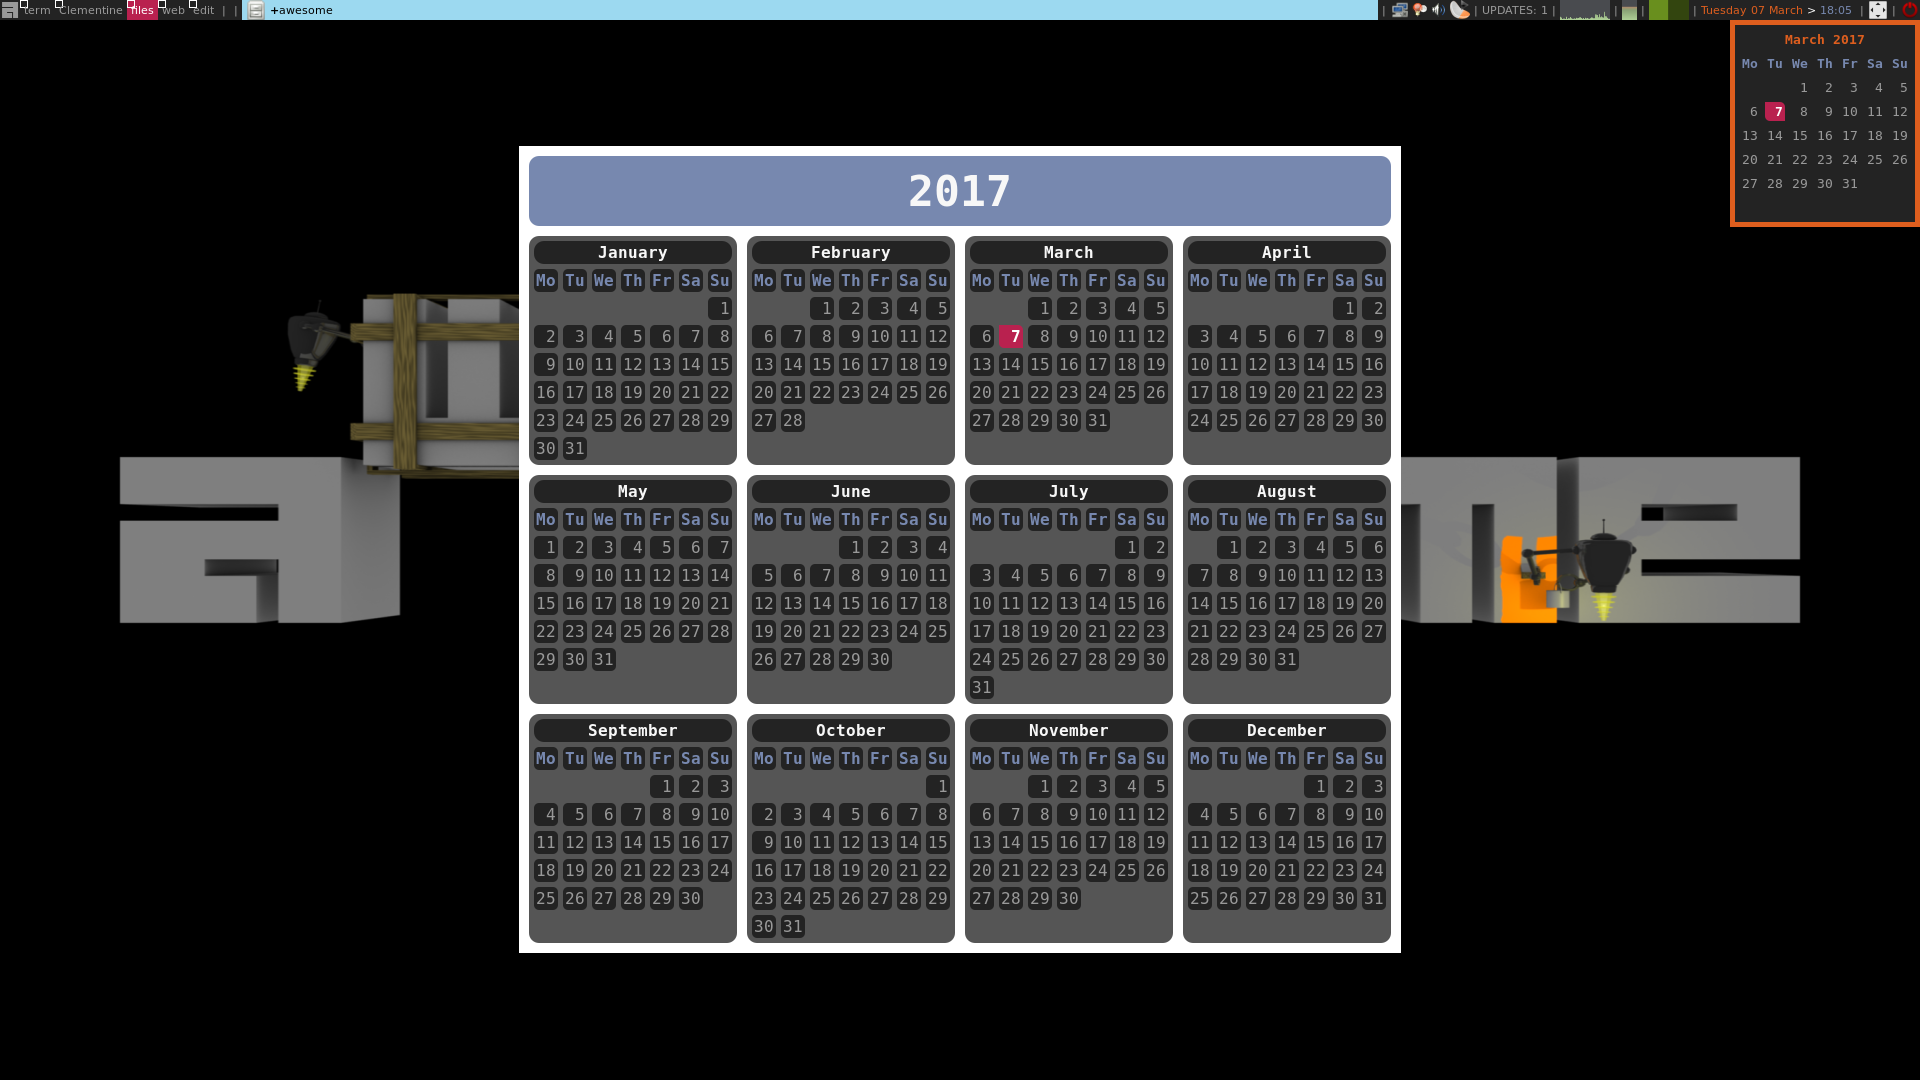 term Clementine files web edit | | +awesome | | UPDATES: 1 | | | | Tuesday 07 March > 18:05 | |
March 2017
Mo Tu We Th Fr Sa Su
1 2 3 4 5
6 7 8 9 10 11 12
13 14 15 16 17 18 19
20 21 22 23 24 25 26
27 28 29 30 31
2017
January
Mo Tu We Th Fr Sa Su
1
2 3 4 5 6 7 8
9 10 11 12 13 14 15
16 17 18 19 20 21 22
23 24 25 26 27 28 29
30 31
February
Mo Tu We Th Fr Sa Su
1 2 3 4 5
6 7 8 9 10 11 12
13 14 15 16 17 18 19
20 21 22 23 24 25 26
27 28
March
Mo Tu We Th Fr Sa Su
1 2 3 4 5
6 7 8 9 10 11 12
13 14 15 16 17 18 19
20 21 22 23 24 25 26
27 28 29 30 31
April
Mo Tu We Th Fr Sa Su
1 2
3 4 5 6 7 8 9
10 11 12 13 14 15 16
17 18 19 20 21 22 23
24 25 26 27 28 29 30
May
Mo Tu We Th Fr Sa Su
1 2 3 4 5 6 7
8 9 10 11 12 13 14
15 16 17 18 19 20 21
22 23 24 25 26 27 28
29 30 31
June
Mo Tu We Th Fr Sa Su
1 2 3 4
5 6 7 8 9 10 11
12 13 14 15 16 17 18
19 20 21 22 23 24 25
26 27 28 29 30
July
Mo Tu We Th Fr Sa Su
1 2
3 4 5 6 7 8 9
10 11 12 13 14 15 16
17 18 19 20 21 22 23
24 25 26 27 28 29 30
31
August
Mo Tu We Th Fr Sa Su
1 2 3 4 5 6
7 8 9 10 11 12 13
14 15 16 17 18 19 20
21 22 23 24 25 26 27
28 29 30 31
September
Mo Tu We Th Fr Sa Su
1 2 3
4 5 6 7 8 9 10
11 12 13 14 15 16 17
18 19 20 21 22 23 24
25 26 27 28 29 30
October
Mo Tu We Th Fr Sa Su
1
2 3 4 5 6 7 8
9 10 11 12 13 14 15
16 17 18 19 20 21 22
23 24 25 26 27 28 29
30 31
November
Mo Tu We Th Fr Sa Su
1 2 3 4 5
6 7 8 9 10 11 12
13 14 15 16 17 18 19
20 21 22 23 24 25 26
27 28 29 30
December
Mo Tu We Th Fr Sa Su
1 2 3
4 5 6 7 8 9 10
11 12 13 14 15 16 17
18 19 20 21 22 23 24
25 26 27 28 29 30 31